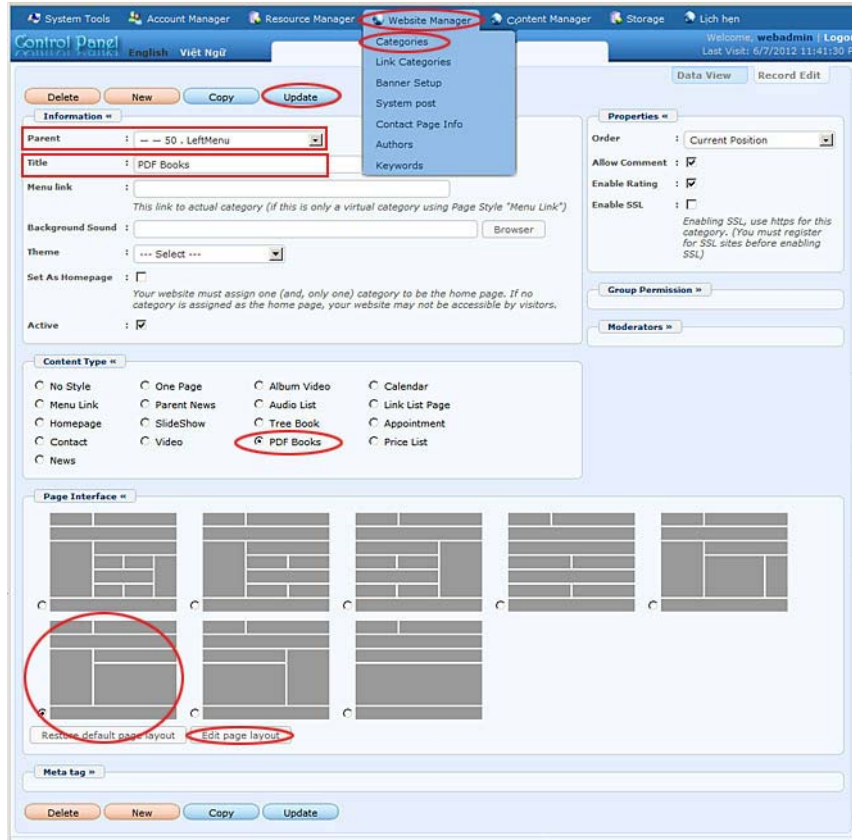 System Tools Account Manager Resource Manager Website Manager Content Manager Storage Lịch hẹn
Control Panel English Việt Ngữ
Welcome, webadmin | Logo
Last Visit: 6/7/2012 11:41:30 P
Categories
Link Categories
Banner Setup
System post
Contact Page Info
Authors
Keywords
Data View Record Edit
Delete New Copy Update
Information «
Parent : — — 50 . LeftMenu
Title : PDF Books
Menu link :
This link to actual category (if this is only a virtual category using Page Style "Menu Link")
Background Sound : Browser
Theme : --- Select ---
Set As Homepage :
Your website must assign one (and, only one) category to be the home page. If no
category is assigned as the home page, your website may not be accessible by visitors.
Active :
Properties «
Order : Current Position
Allow Comment :
Enable Rating :
Enable SSL :
Enabling SSL, use https for this
category. (You must register
for SSL sites before enabling
SSL)
Group Permission »
Moderators »
Content Type «
No Style One Page Album Video Calendar
Menu Link Parent News Audio List Link List Page
Homepage SlideShow Tree Book Appointment
Contact Video PDF Books Price List
News
Page Interface «
Restore default page layout Edit page layout
Meta tag »
Delete New Copy Update